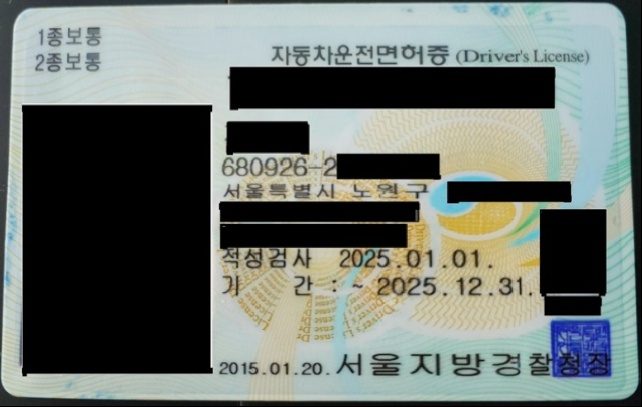 1종보통
2종보통
자동차운전면허증 (Driver's License)
680926-2
서울특별시 노원구
적성검사 2025.01.01.
기 간 : ~ 2025.12.31.
2015.01.20. 서울지방경찰청장